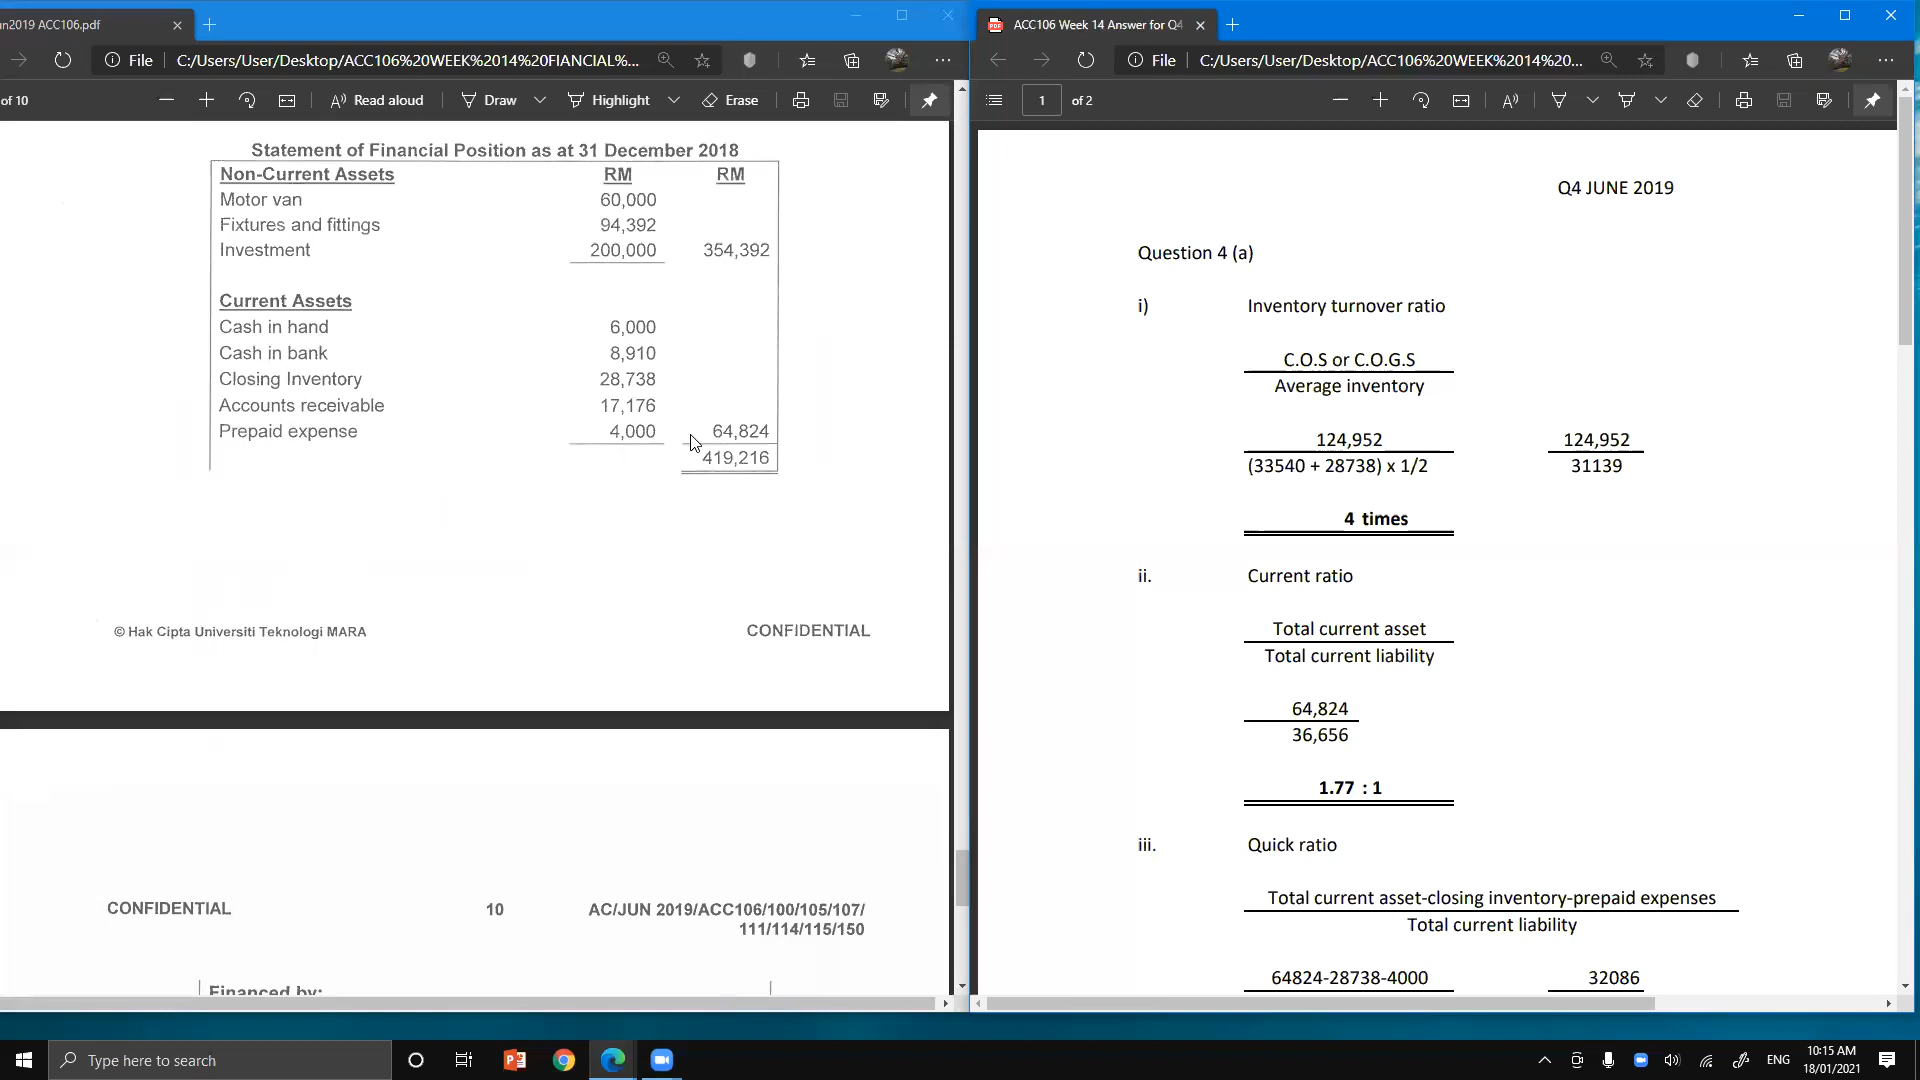 un2019 ACC106.pdf
File C:/Users/User/Desktop/ACC106%20WEEK%2014%20FIANCIAL%...
of 10 Read aloud Draw Highlight Erase
Statement of Financial Position as at 31 December 2018
Non-Current Assets RM RM
Motor van 60,000
Fixtures and fittings 94,392
Investment 200,000 354,392
Current Assets
Cash in hand 6,000
Cash in bank 8,910
Closing Inventory 28,738
Accounts receivable 17,176
Prepaid expense 4,000 64,824
419,216
© Hak Cipta Universiti Teknologi MARA CONFIDENTIAL
CONFIDENTIAL 10 AC/JUN 2019/ACC106/100/105/107/
111/114/115/150
Financed by:
ACC106 Week 14 Answer for Q4
File C:/Users/User/Desktop/ACC106%20WEEK%2014%20...
1 of 2
Q4 JUNE 2019
Question 4 (a)
i) Inventory turnover ratio
C.O.S or C.O.G.S
Average inventory
124,952 124,952
(33540 + 28738) x 1/2 31139
4 times
ii. Current ratio
Total current asset
Total current liability
64,824
36,656
1.77 : 1
iii. Quick ratio
Total current asset-closing inventory-prepaid expenses
Total current liability
64824-28738-4000 32086
Type here to search
ENG 10:15 AM
18/01/2021